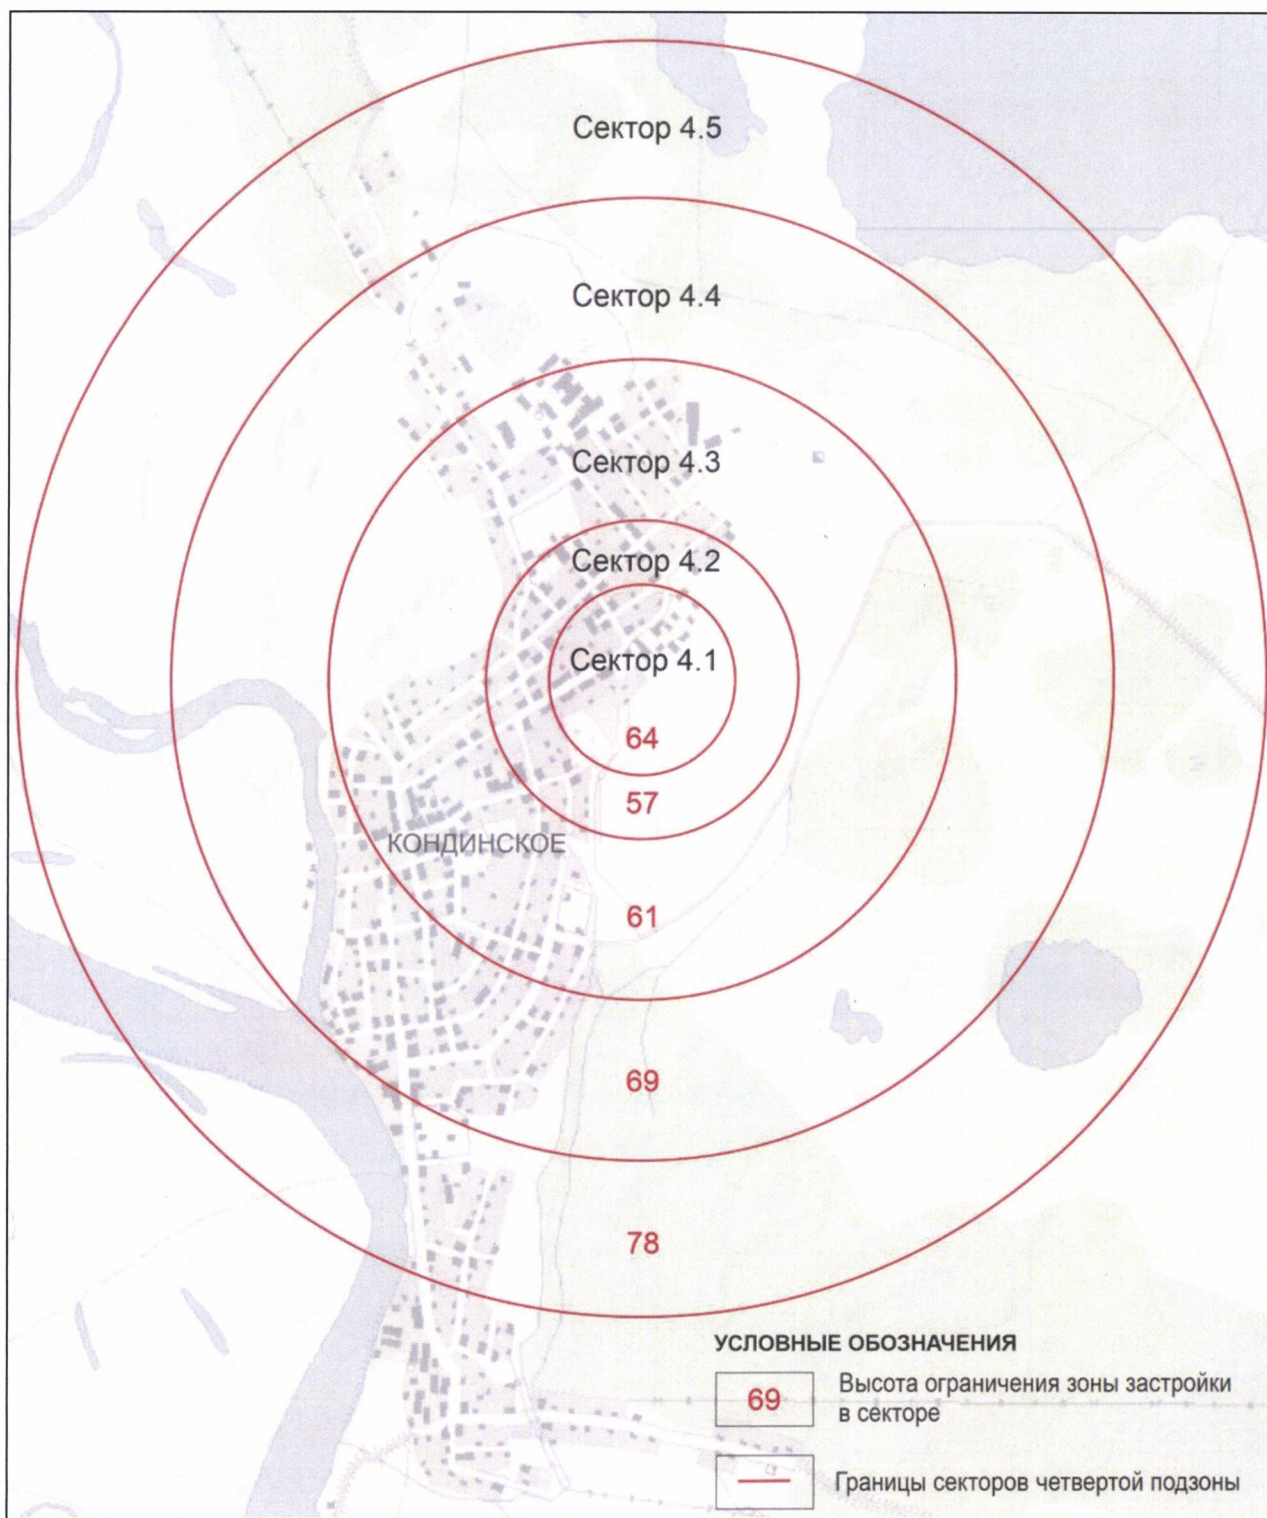 Сектор 4.5
Сектор 4.4
Сектор 4.3
Сектор 4.2
Сектор 4.1
64
57
КОНДИНСКОЕ
61
69
78
УСЛОВНЫЕ ОБОЗНАЧЕНИЯ
69
Высота ограничения зоны застройки
в секторе
Границы секторов четвертой подзоны